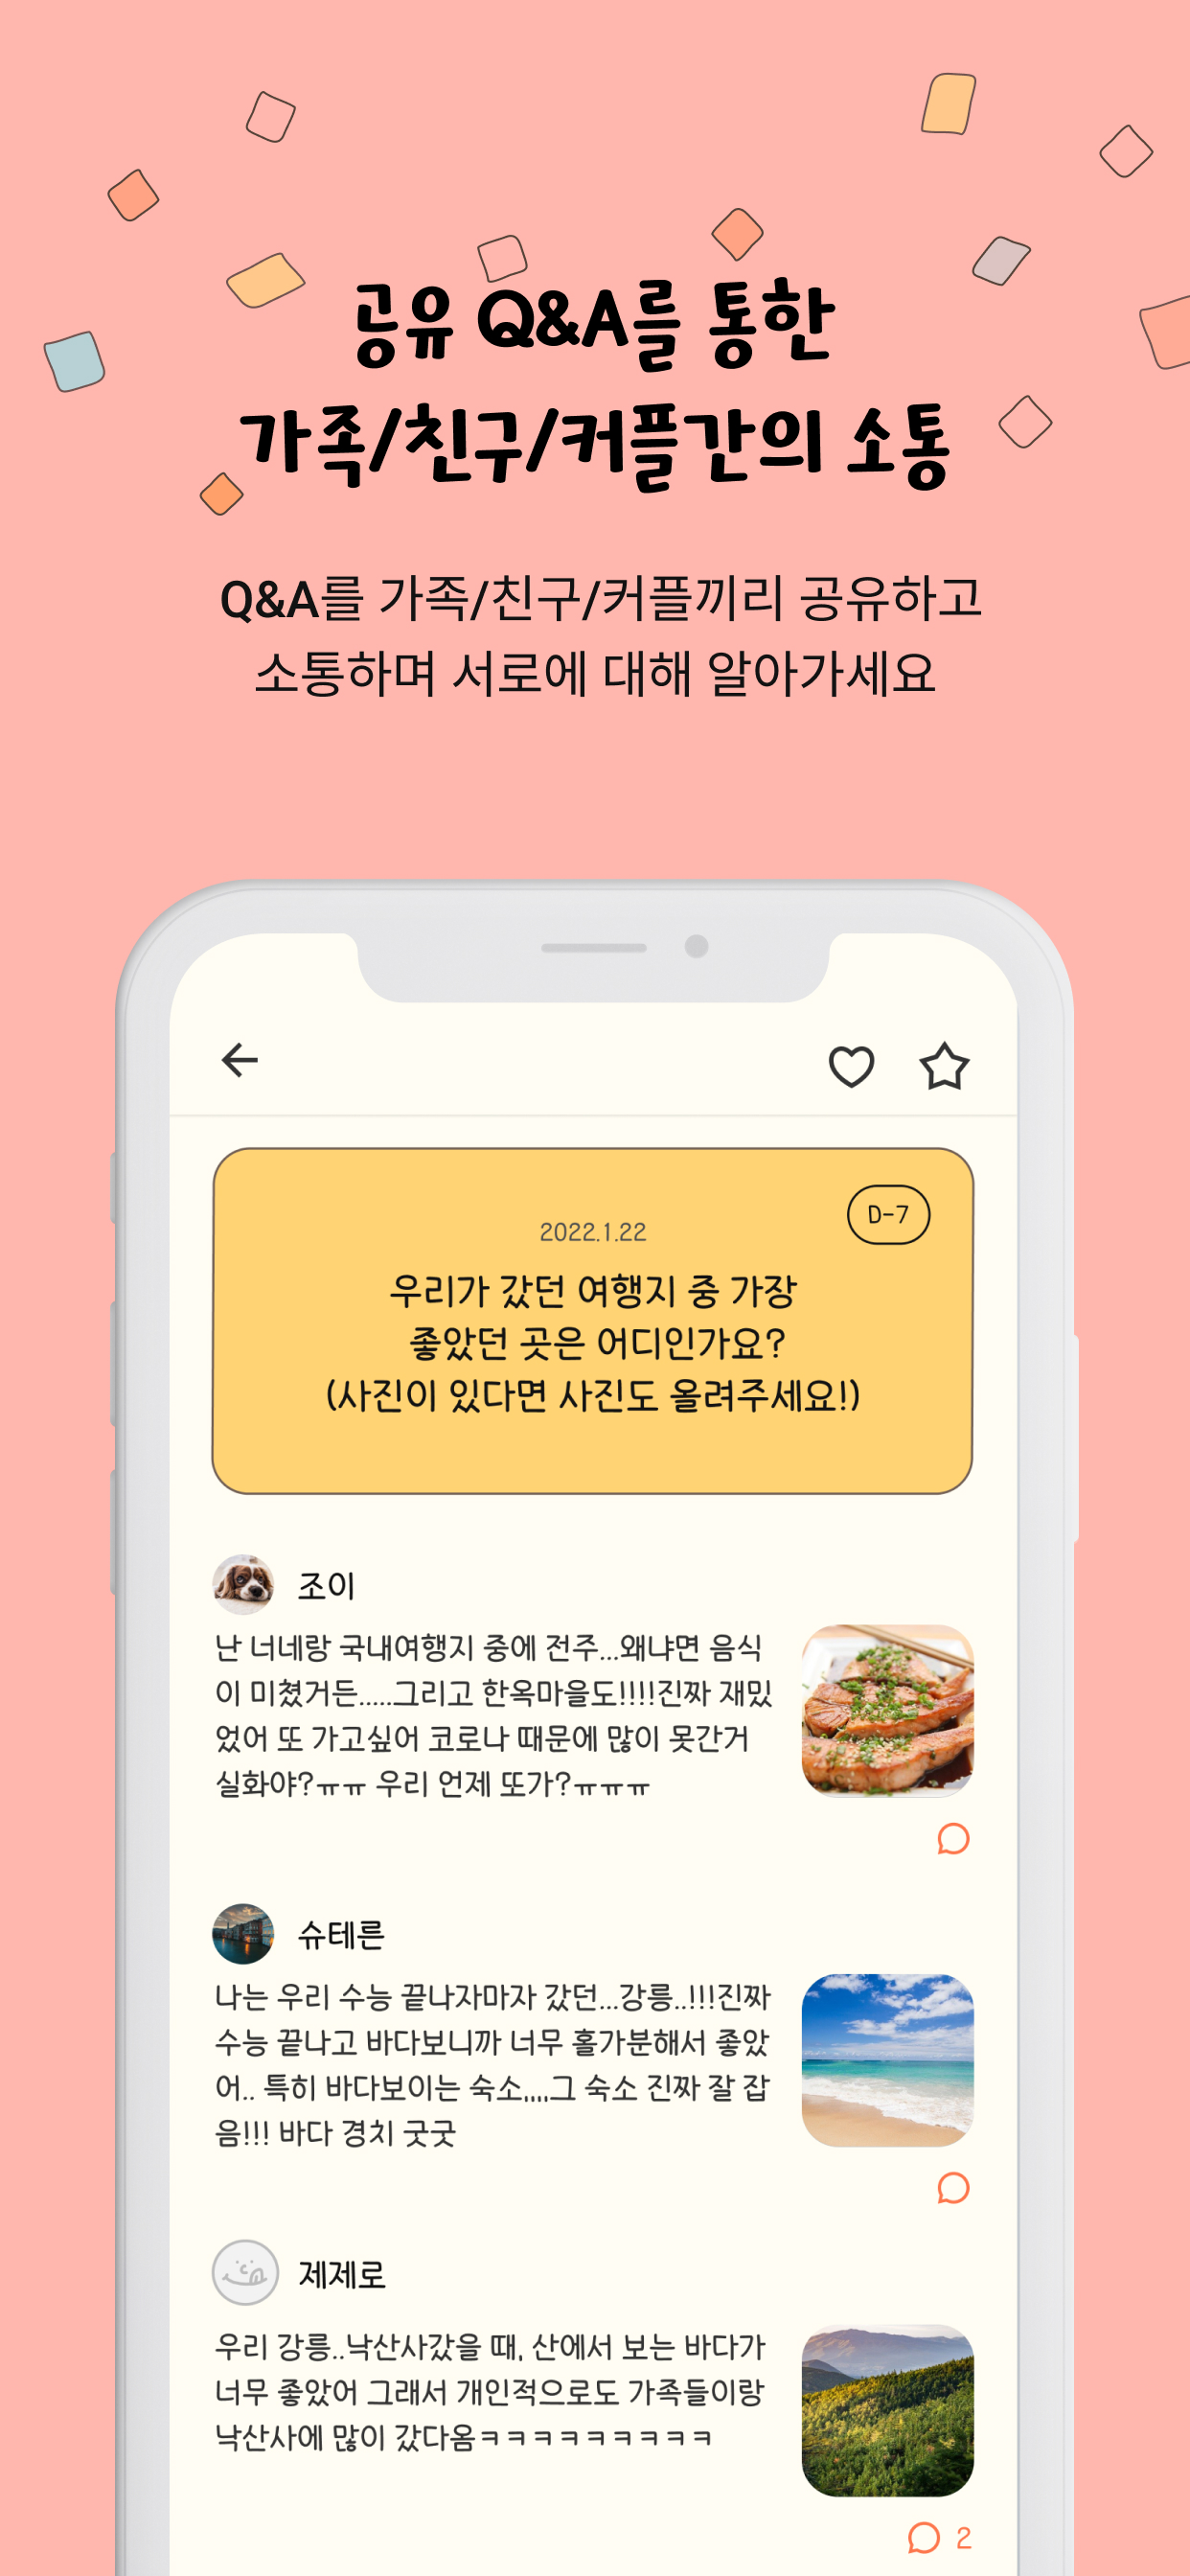 공유 Q&A를 통한
가족/친구/커플간의 소통
Q&A를 가족/친구/커플끼리 공유하고
소통하며 서로에 대해 알아가세요
D-7
2022.1.22
우리가 갔던 여행지 중 가장
좋았던 곳은 어디인가요?
(사진이 있다면 사진도 올려주세요!)
조이
난 너네랑 국내여행지 중에 전주...왜냐면 음식
이 미쳤거든.....그리고 한옥마을도!!!!진짜 재밌
었어 또 가고싶어 코로나 때문에 많이 못간거
실화야?ㅠㅠ 우리 언제 또가?ㅠㅠㅠ
슈테른
나는 우리 수능 끝나자마자 갔던...강릉..!!!진짜
수능 끝나고 바다보니까 너무 홀가분해서 좋았
어.. 특히 바다보이는 숙소,,,,그 숙소 진짜 잘 잡
음!!! 바다 경치 굿굿
제제로
우리 강릉..낙산사갔을 때, 산에서 보는 바다가
너무 좋았어 그래서 개인적으로도 가족들이랑
낙산사에 많이 갔다옴ㅋㅋㅋㅋㅋㅋㅋㅋㅋ
2